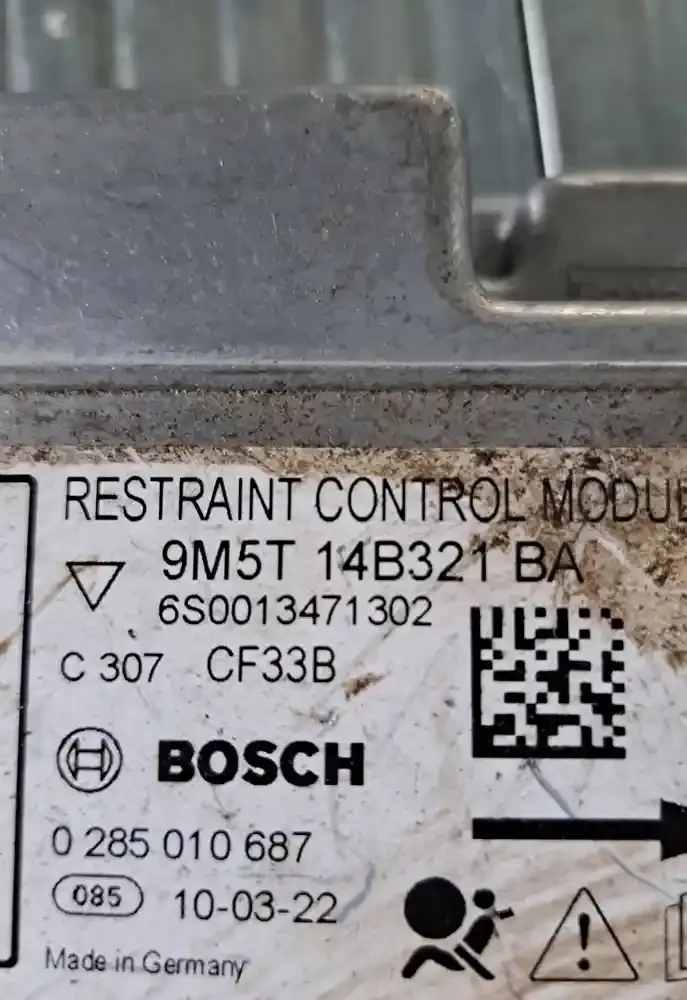 RESTRAINT CONTROL MODUL
9M5T 14B321 BA
6S0013471302
C 307 CF33B
BOSCH
0 285 010 687
085 10-03-22
Made in Germany